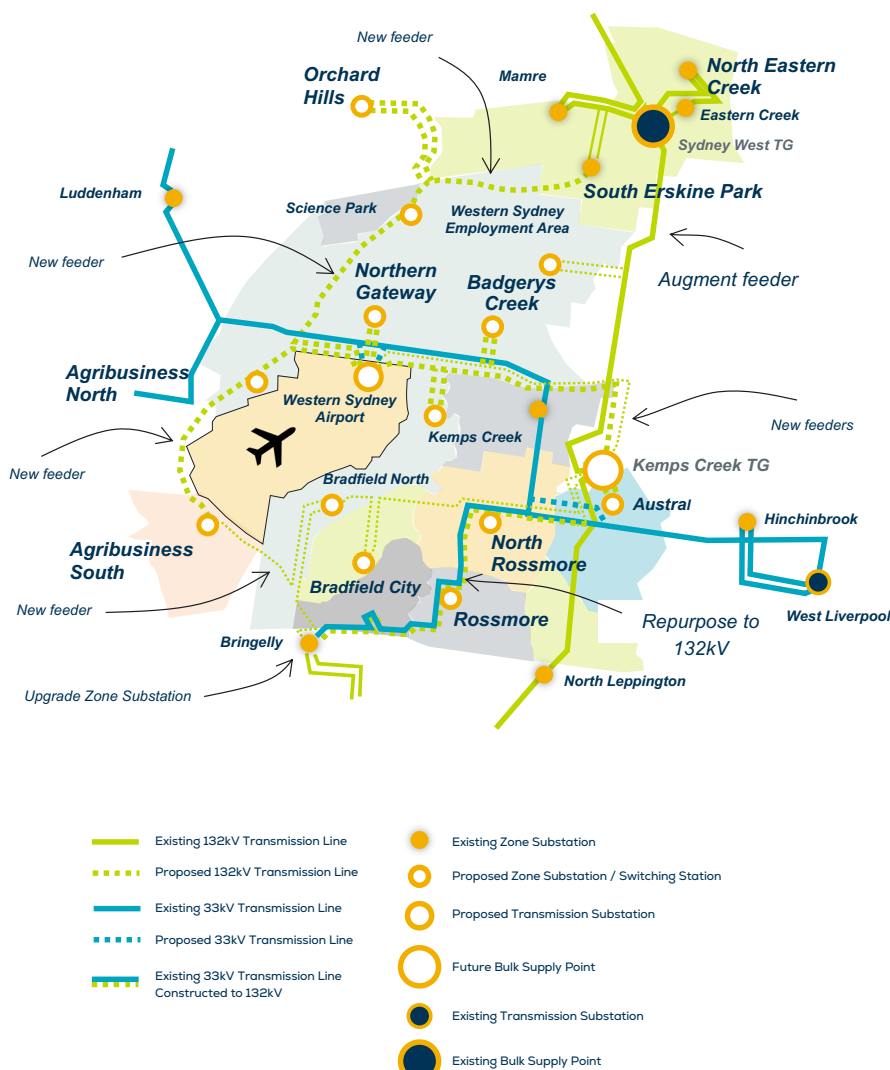 New feeder
Orchard
Hills
Mamre
North Eastern
Creek
Eastern Creek
Sydney West TG
Luddenham
South Erskine Park
Science Park
Western Sydney
Employment Area
New feeder
Northern
Gateway
Badgerys
Creek
Augment feeder
Agribusiness
North
Western Sydney
Airport
Kemps Creek
New feeders
New feeder
Bradfield North
Kemps Creek TG
Austral
Hinchinbrook
Agribusiness
South
North
Rossmore
Bradfield City
New feeder
Rossmore
West Liverpool
Repurpose to
132kV
Bringelly
North Leppington
Upgrade Zone Substation
Existing 132kV Transmission Line
Proposed 132kV Transmission Line
Existing 33kV Transmission Line
Proposed 33kV Transmission Line
Existing 33kV Transmission Line
Constructed to 132kV
Existing Zone Substation
Proposed Zone Substation / Switching Station
Proposed Transmission Substation
Future Bulk Supply Point
Existing Transmission Substation
Existing Bulk Supply Point